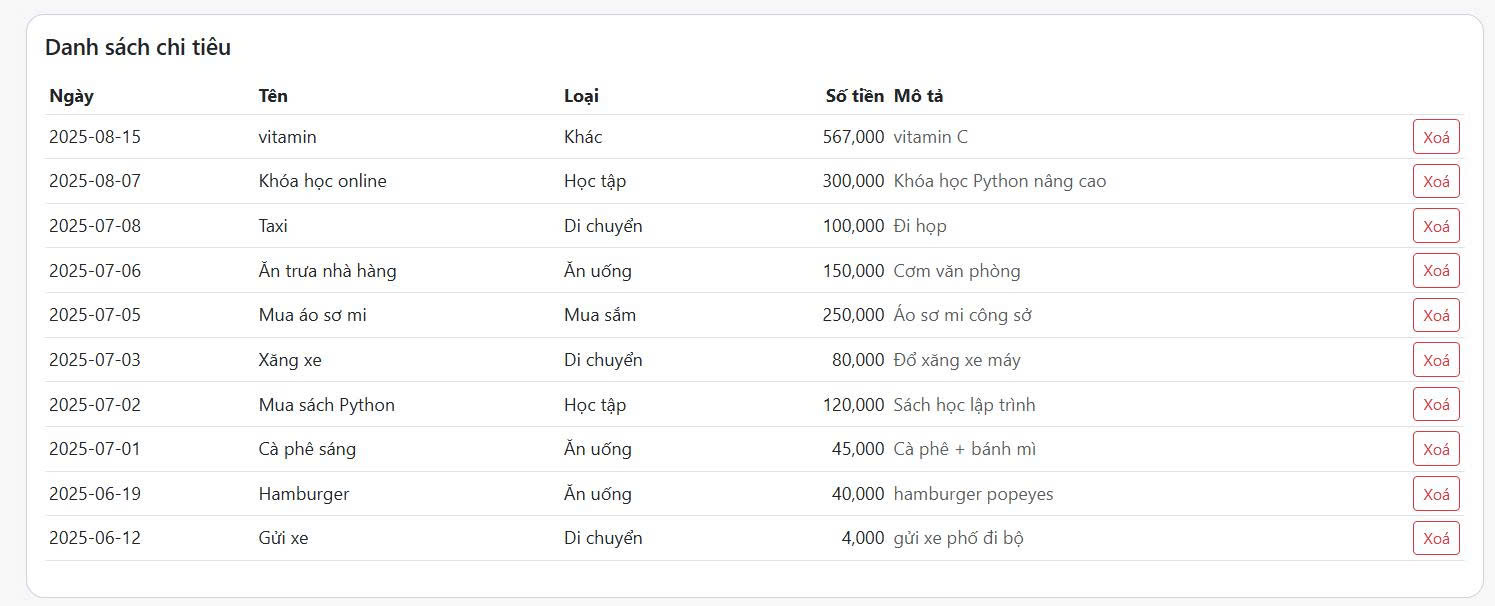 Danh sách chi tiêu
Ngày Tên Loại Số tiền Mô tả
2025-08-15 vitamin Khác 567,000 vitamin C Xoá
2025-08-07 Khóa học online Học tập 300,000 Khóa học Python nâng cao Xoá
2025-07-08 Taxi Di chuyển 100,000 Đi họp Xoá
2025-07-06 Ăn trưa nhà hàng Ăn uống 150,000 Cơm văn phòng Xoá
2025-07-05 Mua áo sơ mi Mua sắm 250,000 Áo sơ mi công sở Xoá
2025-07-03 Xăng xe Di chuyển 80,000 Đổ xăng xe máy Xoá
2025-07-02 Mua sách Python Học tập 120,000 Sách học lập trình Xoá
2025-07-01 Cà phê sáng Ăn uống 45,000 Cà phê + bánh mì Xoá
2025-06-19 Hamburger Ăn uống 40,000 hamburger popeyes Xoá
2025-06-12 Gửi xe Di chuyển 4,000 gửi xe phố đi bộ Xoá